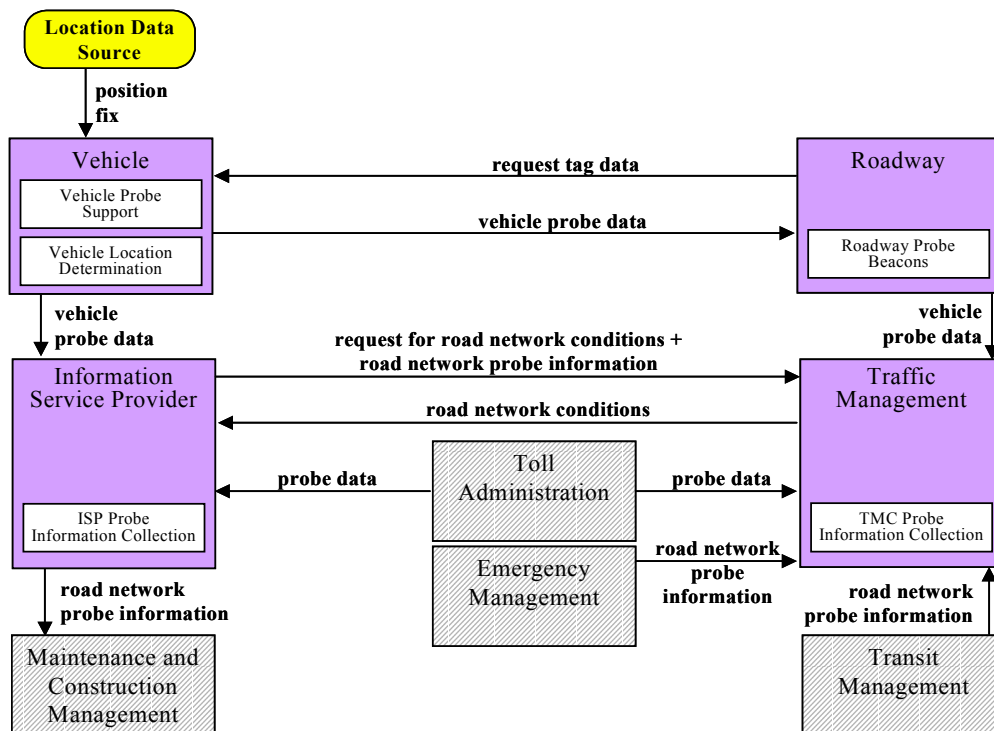 Location Data
Source
position
fix
Vehicle
Vehicle Probe
Support
Vehicle Location
Determination
request tag data
vehicle probe data
Roadway
Roadway Probe
Beacons
vehicle
probe data
vehicle
probe data
request for road network conditions +
road network probe information
Information
Service Provider
ISP Probe
Information Collection
road network conditions
Traffic
Management
TMC Probe
Information Collection
probe data
Toll
Administration
probe data
Emergency
Management
road network
probe
information
road network
probe information
road network
probe information
Maintenance and
Construction
Management
Transit
Management